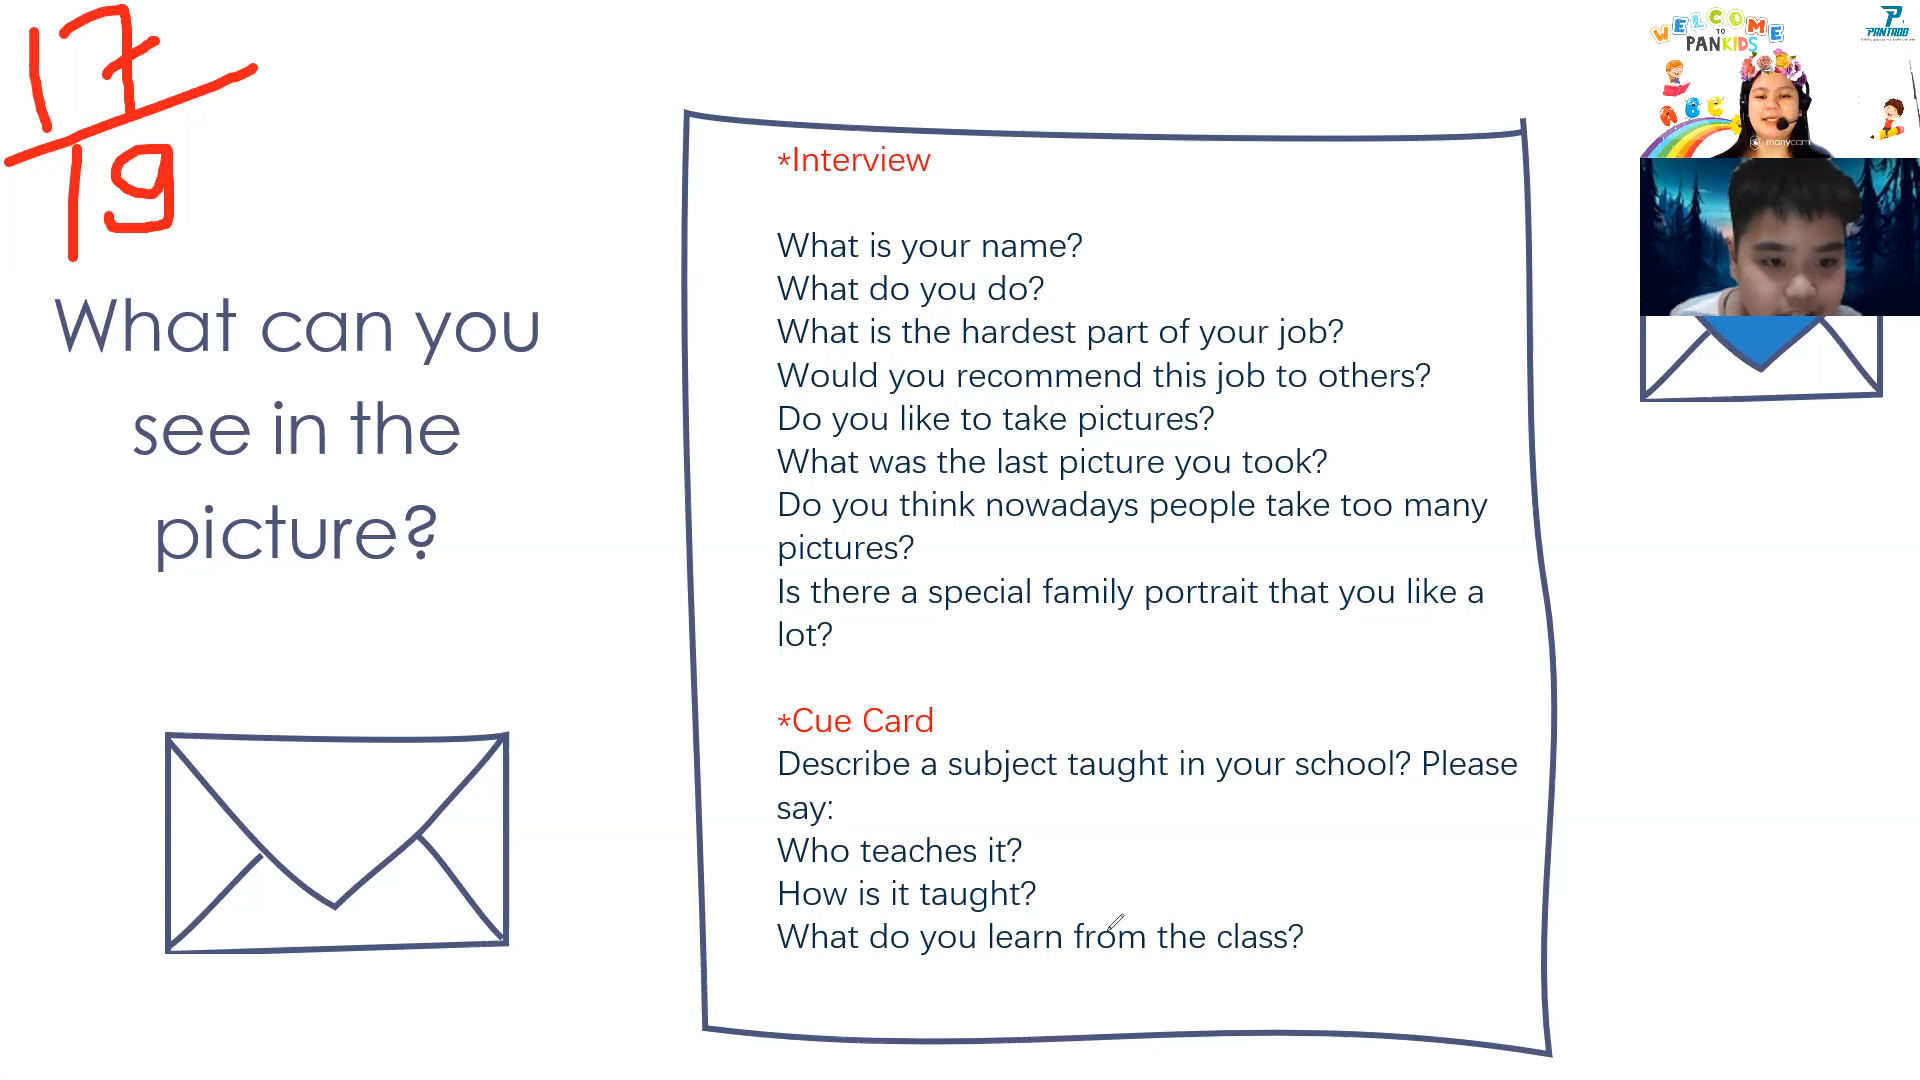 17
19
What can you
see in the
picture?
*Interview
What is your name?
What do you do?
What is the hardest part of your job?
Would you recommend this job to others?
Do you like to take pictures?
What was the last picture you took?
Do you think nowadays people take too many
pictures?
Is there a special family portrait that you like a
lot?
*Cue Card
Describe a subject taught in your school? Please
say:
Who teaches it?
How is it taught?
What do you learn from the class?
WELCOME
TO
PANKIDS
PANTADO
ABC
manycam